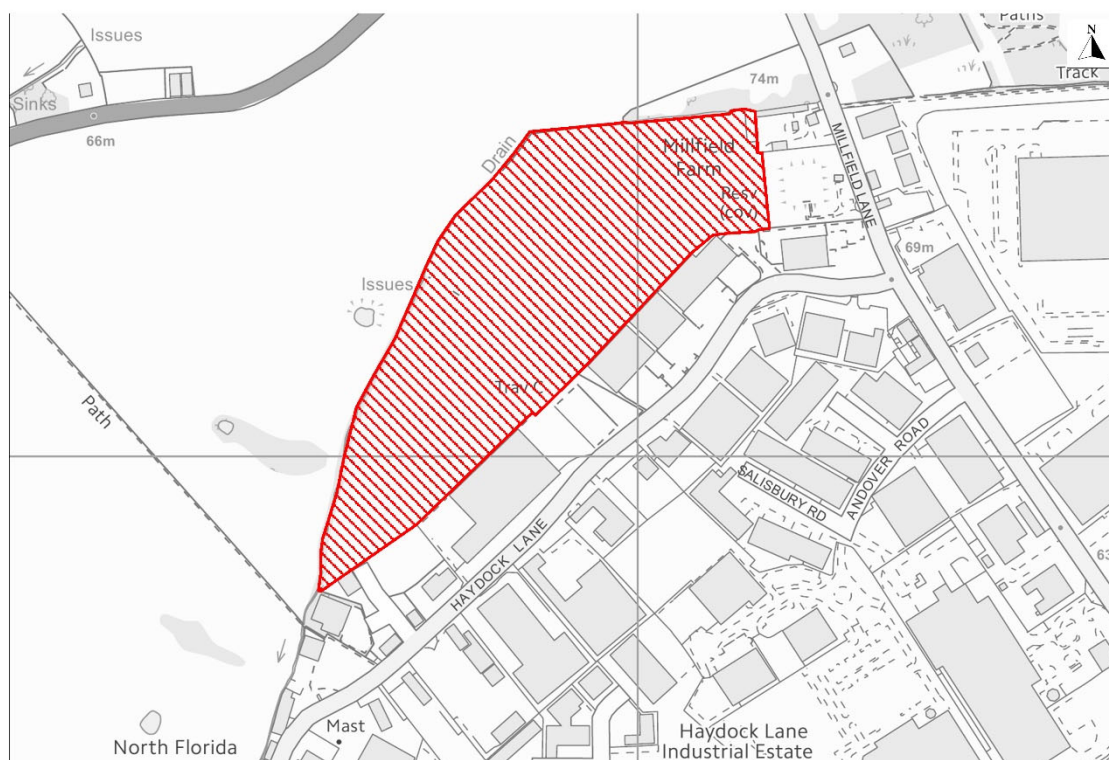 Issues
Paths
N
Track
Sinks
74m
66m
Drain
Millfield
Farm
MILLFIELD LANE
Resv
(cov)
69m
Issues
Trav C
Path
ANDOVER ROAD
SALISBURY RD
HAYDOCK LANE
63
Mast
North Florida
Haydock Lane
Industrial Estate